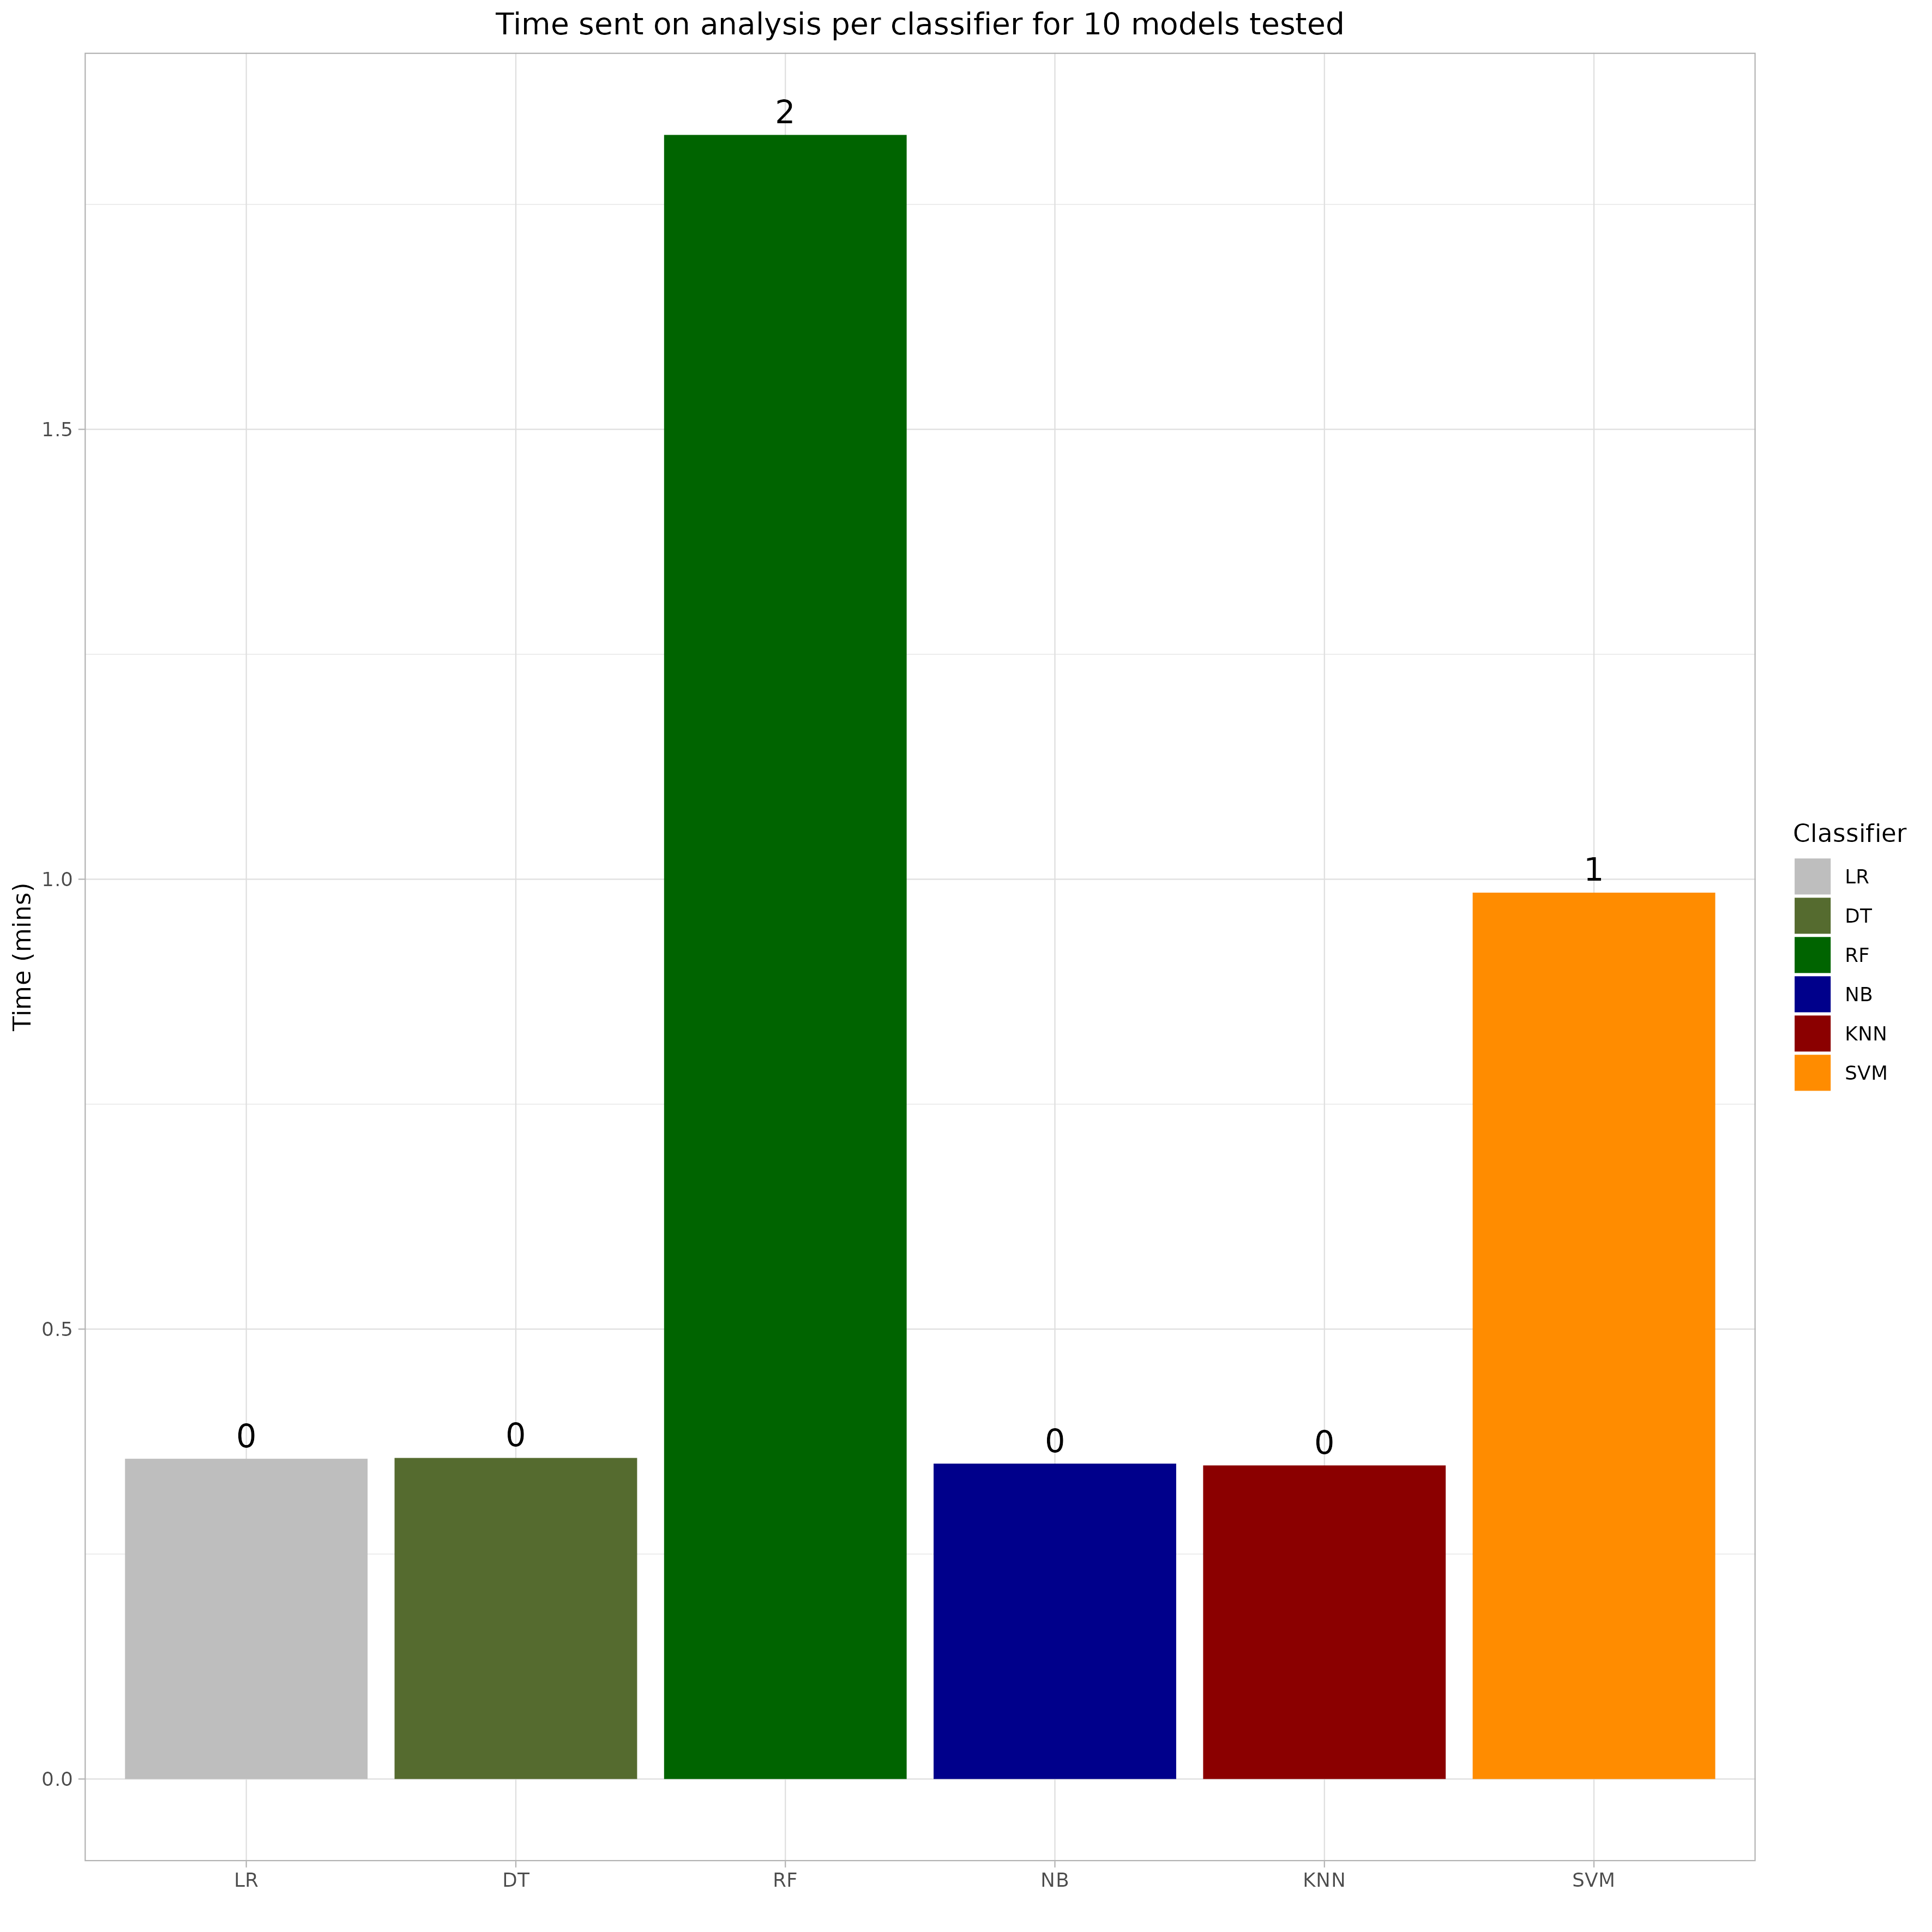 Time sent on analysis per classifier for 10 models tested
2
1.5
1
1.0
Time (mins)
0.5
0 0 0 0
0.0
LR DT RF NB KNN SVM
Classifier
LR
DT
RF
NB
KNN
SVM